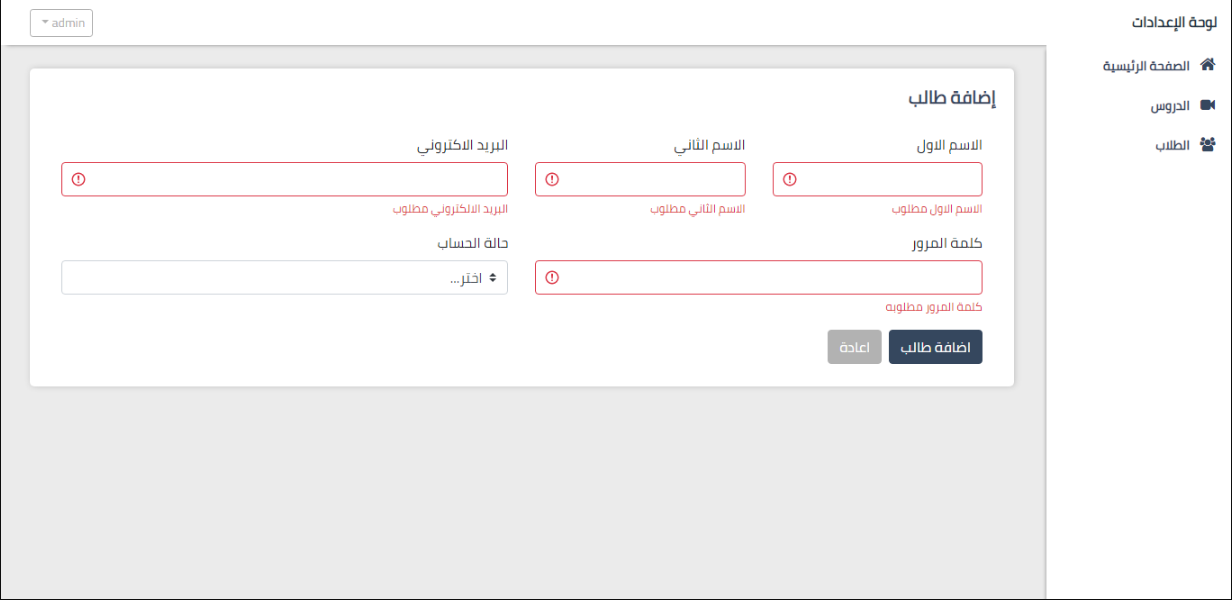 لوحة الإعدادات
admin
الصفحة الرئيسية
الدروس
الطلاب
إضافة طالب
الاسم الاول
الاسم الثاني
البريد الاكتروني
الاسم الاول مطلوب
الاسم الثاني مطلوب
البريد الالكتروني مطلوب
كلمة المرور
حالة الحساب
اختر...
كلمة المرور مطلوبه
اضافة طالب
اعادة